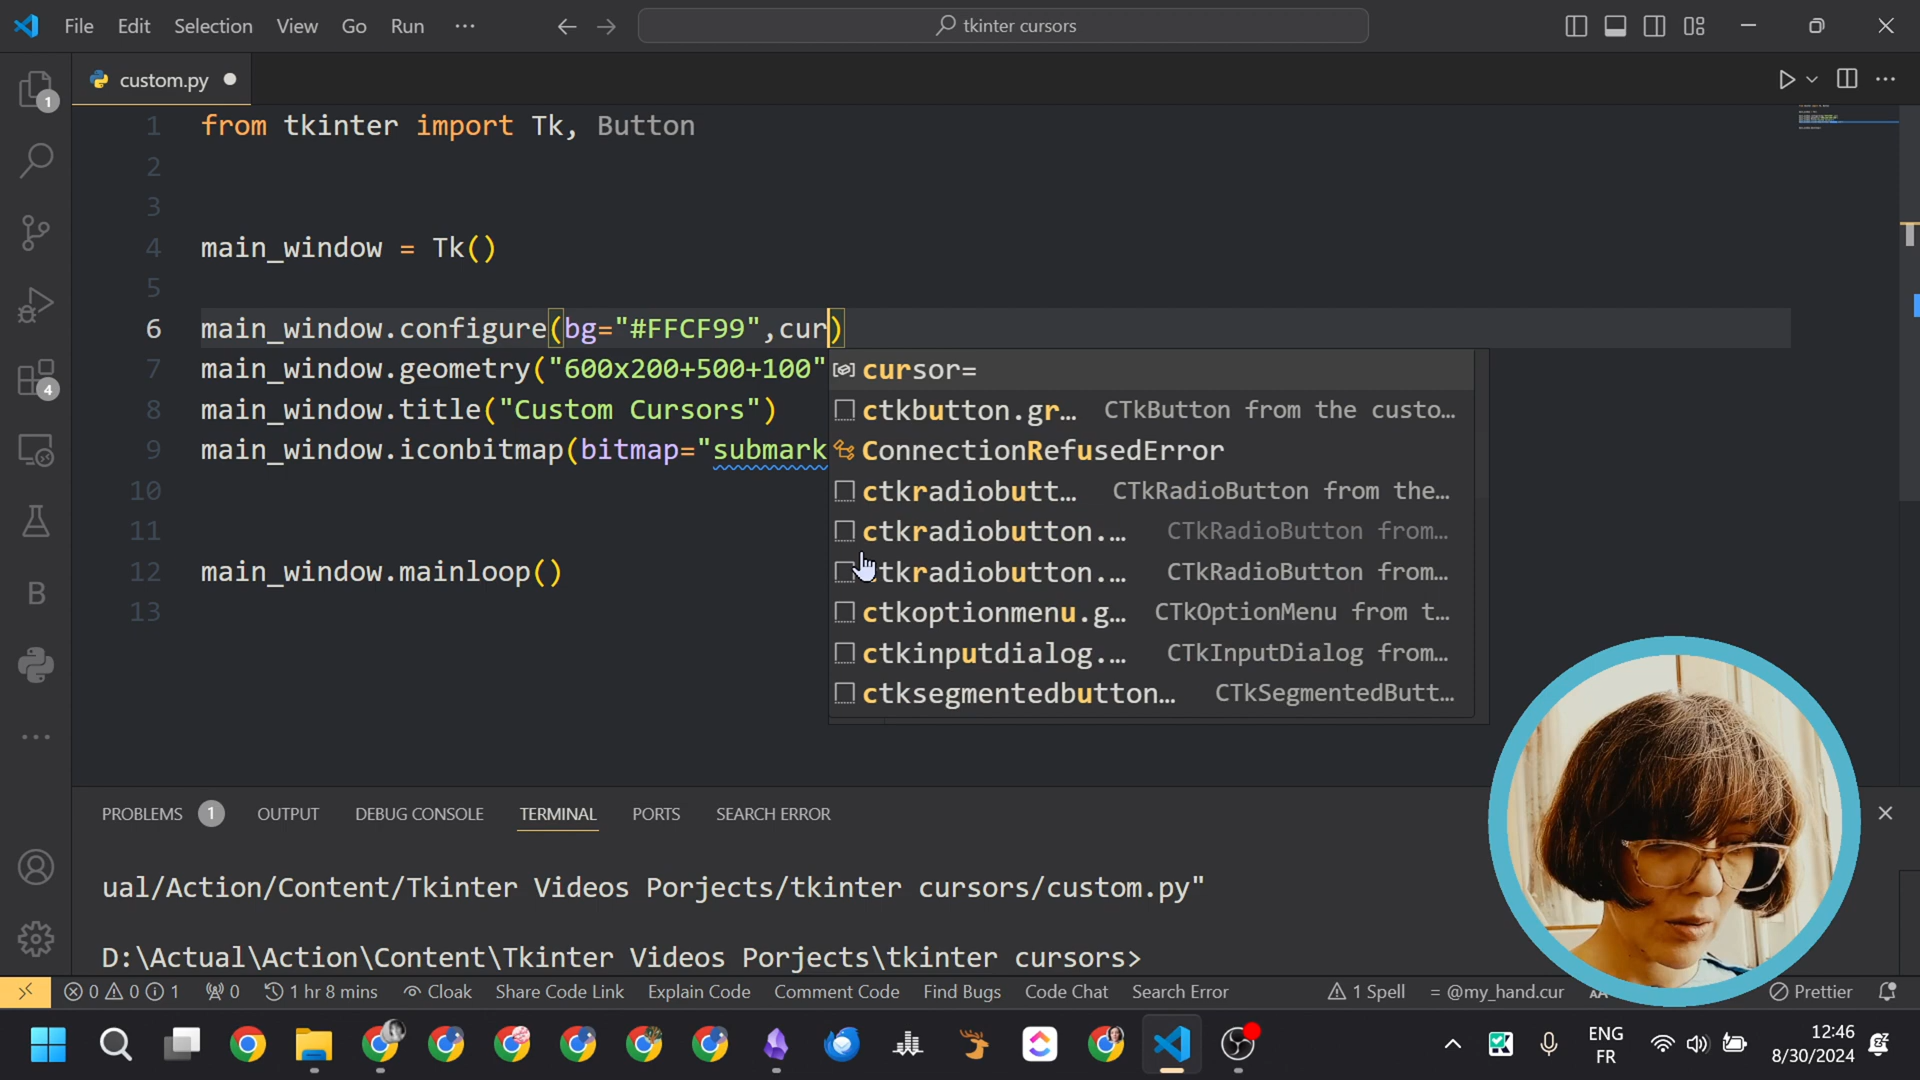 File Edit Selection View Go Run ··· tkinter cursors
1
custom.py
1 from tkinter import Tk, Button
2
3
4 main_window = Tk()
5
6 main_window.configure(bg="#FFCF99",cur)
7 main_window.geometry("600x200+500+100"
8 main_window.title("Custom Cursors")
9 main_window.iconbitmap(bitmap="submark
10
11
12 main_window.mainloop()
13
cursor=
ctkbutton.gr… CTkButton from the custo…
ConnectionRefusedError
ctkradiobutt… CTkRadioButton from the…
ctkradiobutton.… CTkRadioButton from…
ctkradiobutton.… CTkRadioButton from…
ctkoptionmenu.g… CTkOptionMenu from t…
ctkinputdialog.… CTkInputDialog from…
ctksegmentedbutton… CTkSegmentedButt…
4
B
PROBLEMS 1 OUTPUT DEBUG CONSOLE TERMINAL PORTS SEARCH ERROR
ual/Action/Content/Tkinter Videos Porjects/tkinter cursors/custom.py"
D:\Actual\Action\Content\Tkinter Videos Porjects\tkinter cursors>
0 0 1 0 1 hr 8 mins Cloak Share Code Link Explain Code Comment Code Find Bugs Code Chat Search Error 1 Spell = @my_hand.cur Prettier
ENG
FR
12:46
8/30/2024